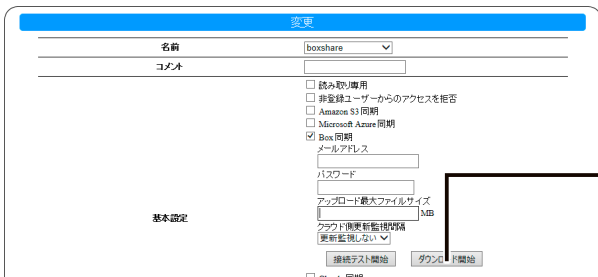 変更
名前 boxshare
コメント
読み取り専用
非登録ユーザーからのアクセスを拒否
Amazon S3 同期
Microsoft Azure 同期
Box 同期
メールアドレス
パスワード
アップロード最大ファイルサイズ
MB
クラウド側更新監視間隔
更新監視しない
基本設定
接続テスト開始 ダウンロード開始